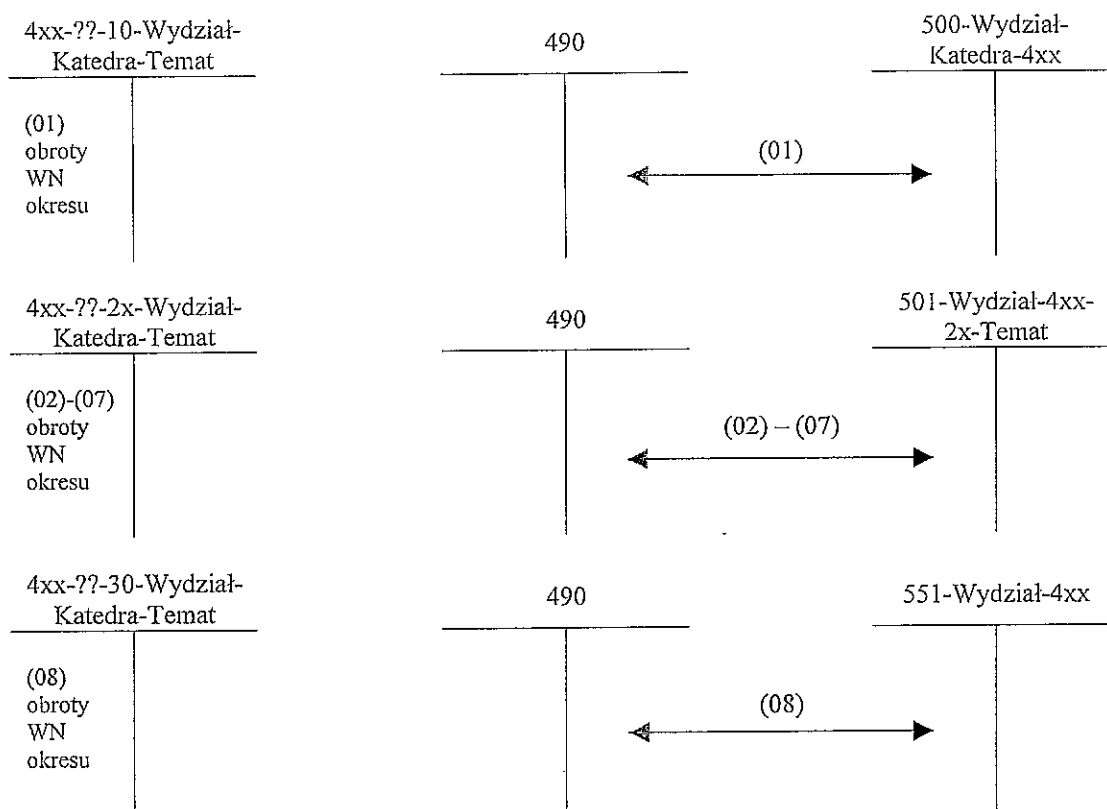 4xx-??-10-Wydział-
Katedra-Temat
490
500-Wydział-
Katedra-4xx
(01)
obroty
WN
okresu
(01)
4xx-??-2x-Wydział-
Katedra-Temat
490
501-Wydział-4xx-
2x-Temat
(02)-(07)
obroty
WN
okresu
(02) – (07)
4xx-??-30-Wydział-
Katedra-Temat
490
551-Wydział-4xx
(08)
obroty
WN
okresu
(08)